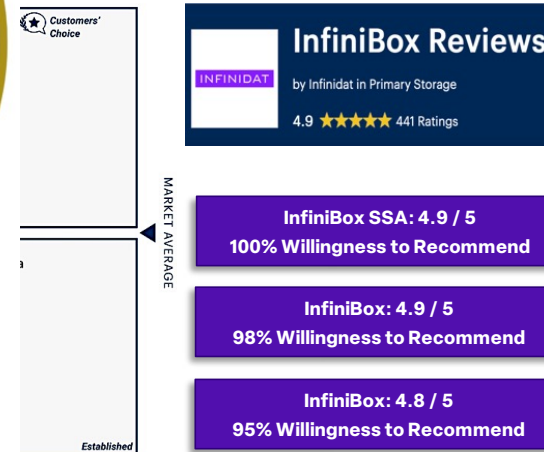 Customers'
Choice
MARKET AVERAGE
Established
InfiniBox Reviews
INFINIDAT
by Infinidat in Primary Storage
4.9 ★★★★★ 441 Ratings
InfiniBox SSA: 4.9 / 5
100% Willingness to Recommend
InfiniBox: 4.9 / 5
98% Willingness to Recommend
InfiniBox: 4.8 / 5
95% Willingness to Recommend